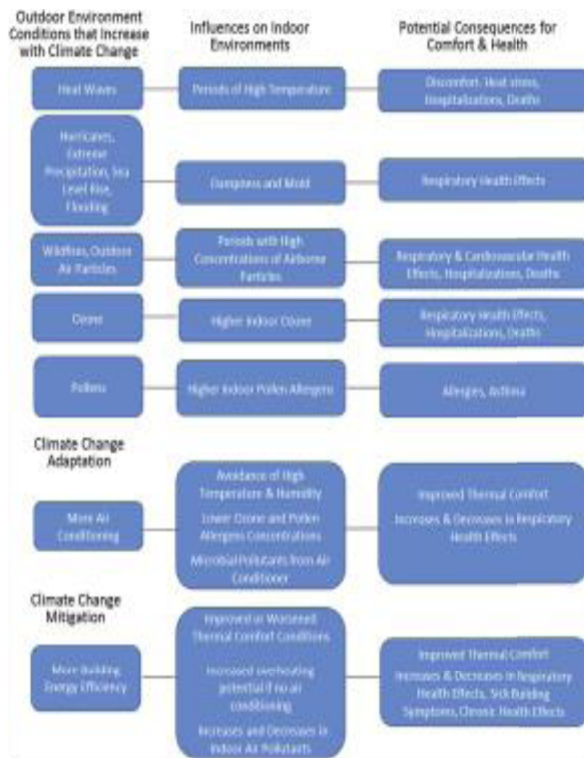 Outdoor Environment
Conditions that Increase
with Climate Change
Influences on Indoor
Environments
Potential Consequences for
Comfort & Health
Heat Waves
Periods of High Temperature
Discomfort, Heat stress,
Hospitalizations, Deaths
Hurricanes,
Extreme
Precipitation, Sea
Level Rise,
Flooding
Dampness and Mold
Respiratory Health Effects
Wildfires, Outdoor
Air Particles
Periods with High
Concentrations of Airborne
Particles
Respiratory & Cardiovascular Health
Effects, Hospitalizations, Deaths
Ozone
Higher Indoor Ozone
Respiratory Health Effects,
Hospitalizations, Deaths
Pollens
Higher Indoor Pollen Allergens
Allergies, Asthma
Climate Change
Adaptation
More Air
Conditioning
Avoidance of High
Temperature & Humidity
Lower Ozone and Pollen
Allergens Concentrations
Microbial Pollutants from Air
Conditioner
Improved Thermal Comfort
Increases & Decreases in Respiratory
Health Effects
Climate Change
Mitigation
More Building
Energy Efficiency
Improved or Worsened
Thermal Comfort Conditions
Increased overheating
potential if no air
conditioning
Increases and Decreases in
Indoor Air Pollutants
Improved Thermal Comfort
Increases & Decreases in Respiratory
Health Effects, Sick Building
Symptoms, Chronic Health Effects